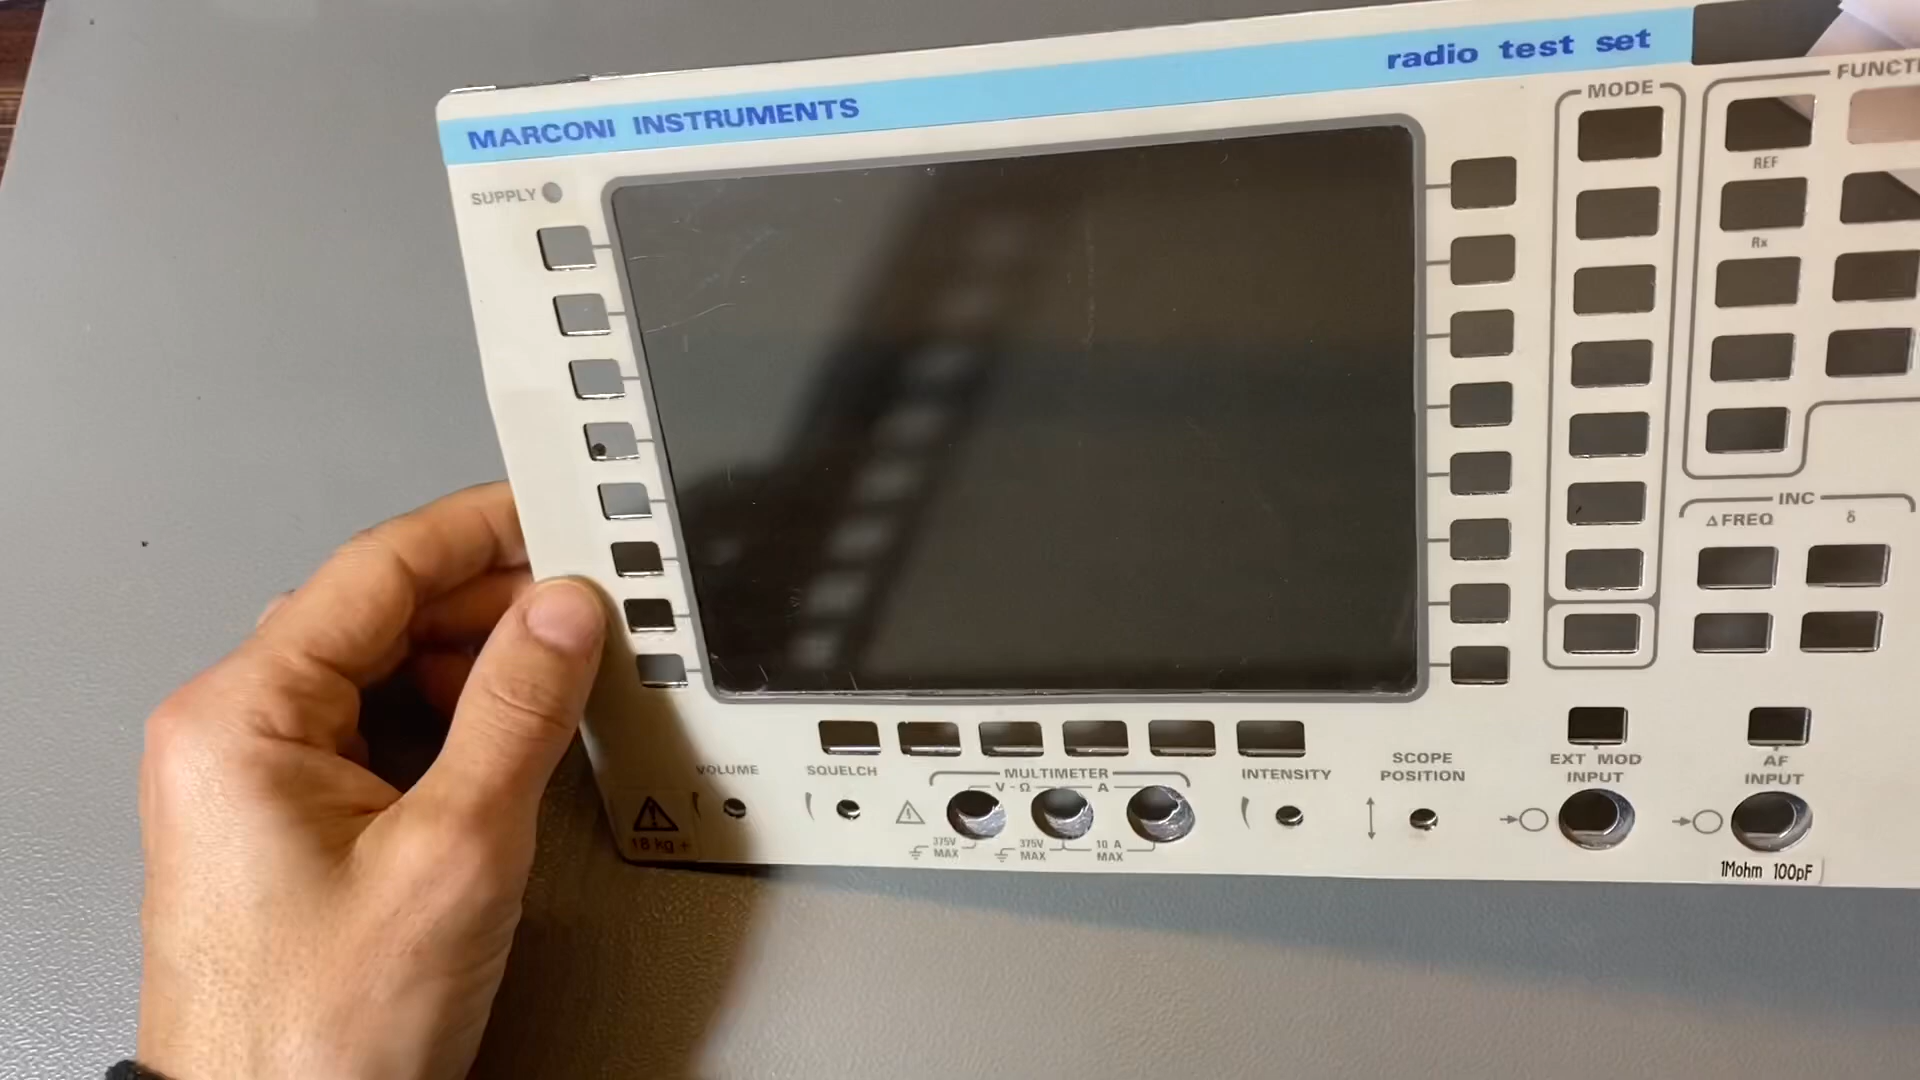 MARCONI INSTRUMENTS
radio test set
SUPPLY
MODE
REF
Rx
INC
Δ FREQ
δ
VOLUME
SQUELCH
MULTIMETER
V - Ω
A
375V
MAX
375V
MAX
10 A
MAX
INTENSITY
SCOPE
POSITION
EXT MOD
INPUT
AF
INPUT
18 kg +
1Mohm 100pF